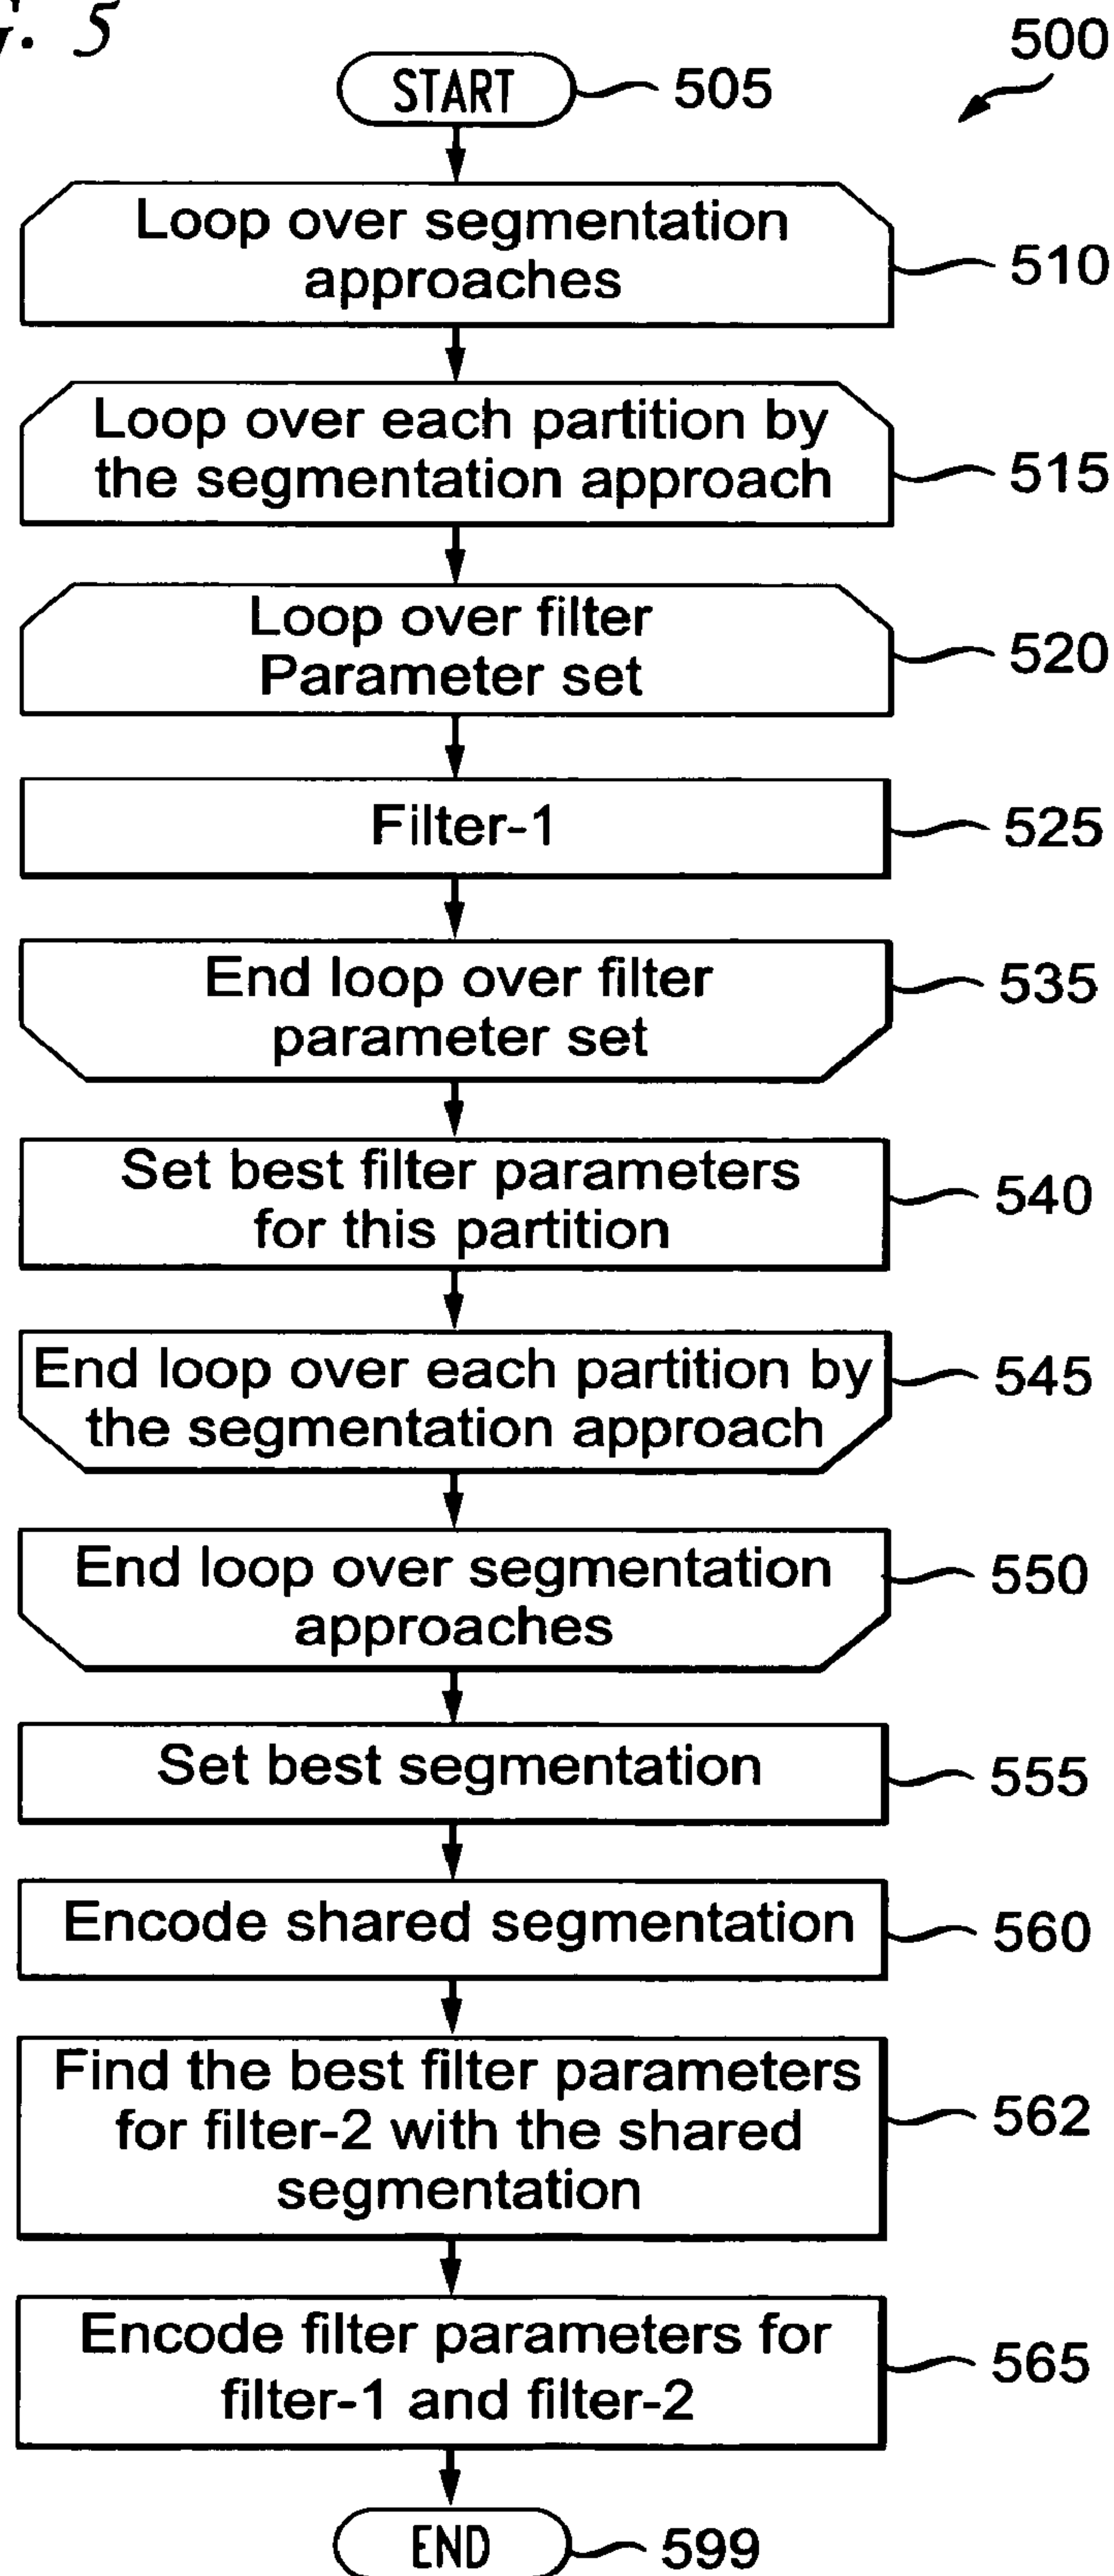 G. 5
500
START
505
Loop over segmentation
approaches
510
Loop over each partition by
the segmentation approach
515
Loop over filter
Parameter set
520
Filter-1
525
End loop over filter
parameter set
535
Set best filter parameters
for this partition
540
End loop over each partition by
the segmentation approach
545
End loop over segmentation
approaches
550
Set best segmentation
555
Encode shared segmentation
560
Find the best filter parameters
for filter-2 with the shared
segmentation
562
Encode filter parameters for
filter-1 and filter-2
565
END
599